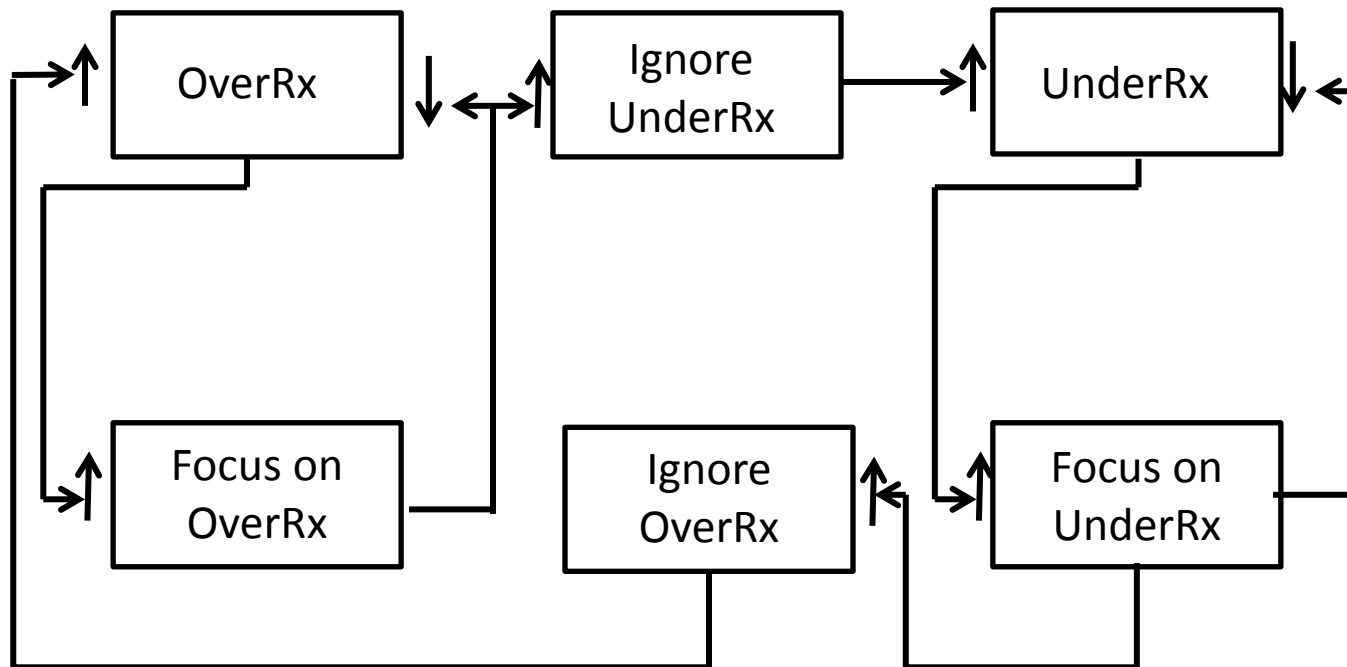 OverRx
Ignore
UnderRx
UnderRx
Focus on
OverRx
Ignore
OverRx
Focus on
UnderRx